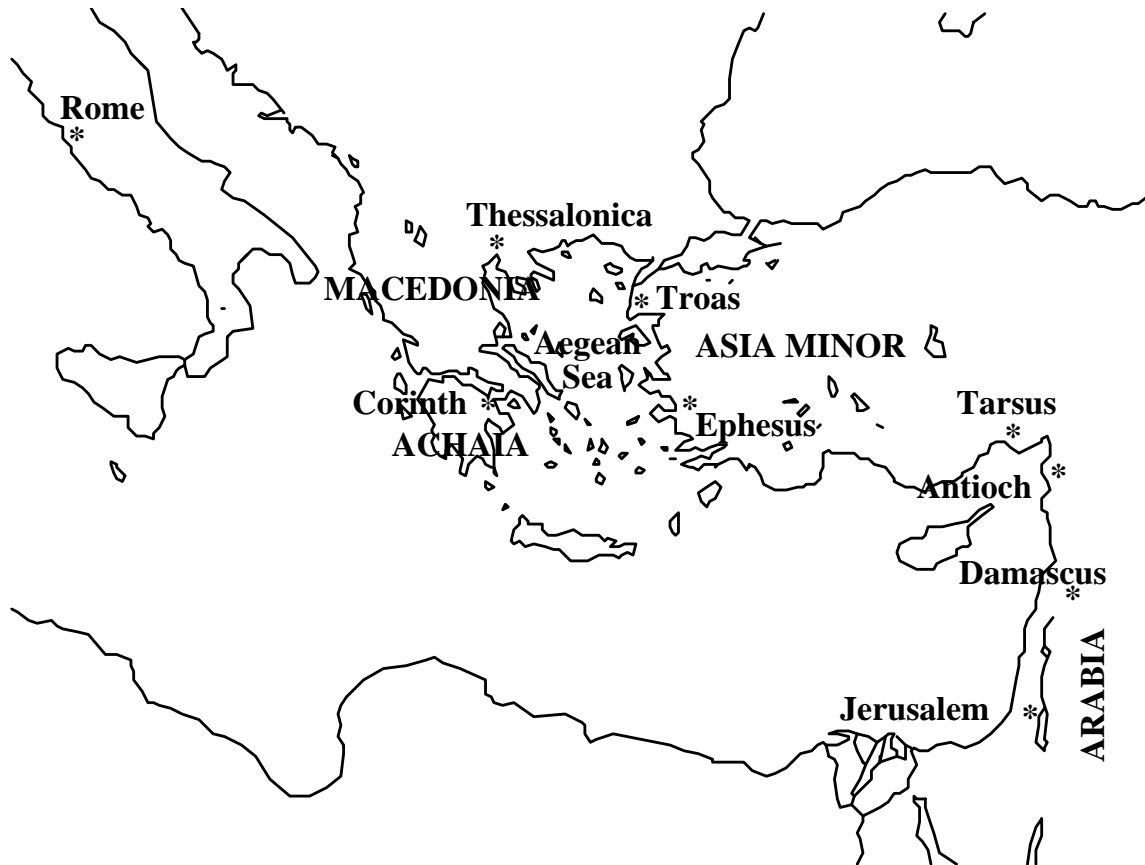 Rome
*
Thessalonica
*
MACEDONIA
* Troas
Aegean
Sea
ASIA MINOR
Corinth *
*
Ephesus
ACHAIA
Tarsus
*
Antioch
*
Damascus
*
ARABIA
Jerusalem *